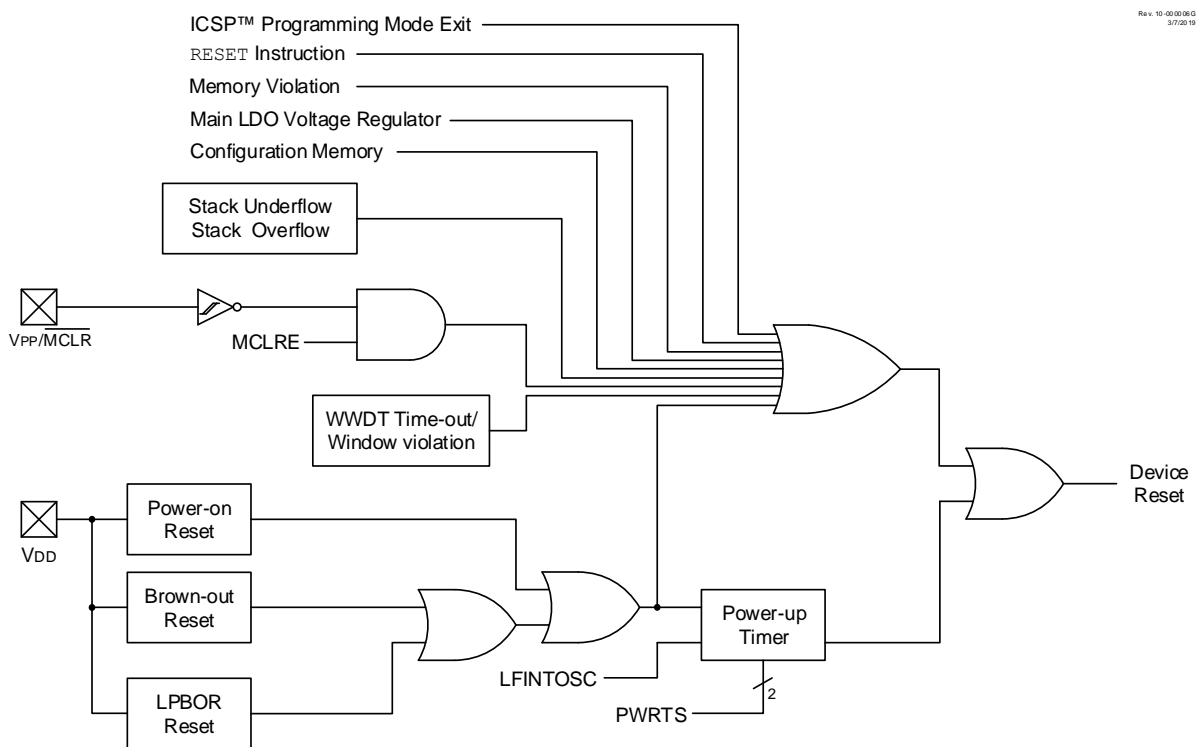 Rev. 10-000006G
3/7/2019
ICSP™ Programming Mode Exit
RESET Instruction
Memory Violation
Main LDO Voltage Regulator
Configuration Memory
Stack Underflow
Stack Overflow
VPP/MCLR
MCLRE
WWDT Time-out/
Window violation
Device
Reset
Power-on
Reset
VDD
Brown-out
Reset
Power-up
Timer
LFINTOSC
LPBOR
Reset
2
PWRTS